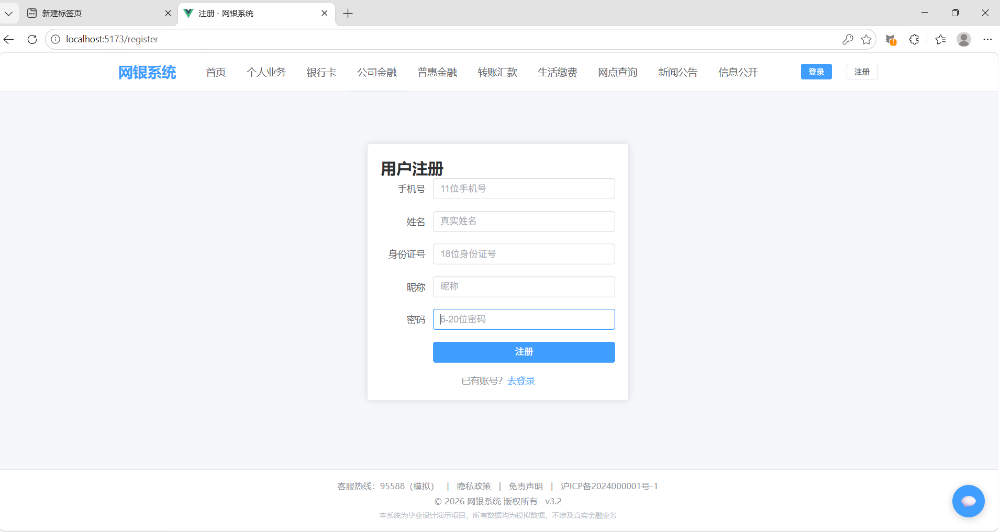 新建标签页
注册 - 网银系统
localhost:5173/register
网银系统 首页 个人业务 银行卡 公司金融 普惠金融 转账汇款 生活缴费 网点查询 新闻公告 信息公开 登录 注册
用户注册
手机号 11位手机号
姓名 真实姓名
身份证号 18位身份证号
昵称 昵称
密码 6-20位密码
注册
已有账号？去登录
客服热线：95588（模拟） | 隐私政策 | 免责声明 | 沪ICP备2024000001号-1
© 2026 网银系统 版权所有 v3.2
本系统为毕业设计演示项目，所有数据均为模拟数据，不涉及真实金融业务